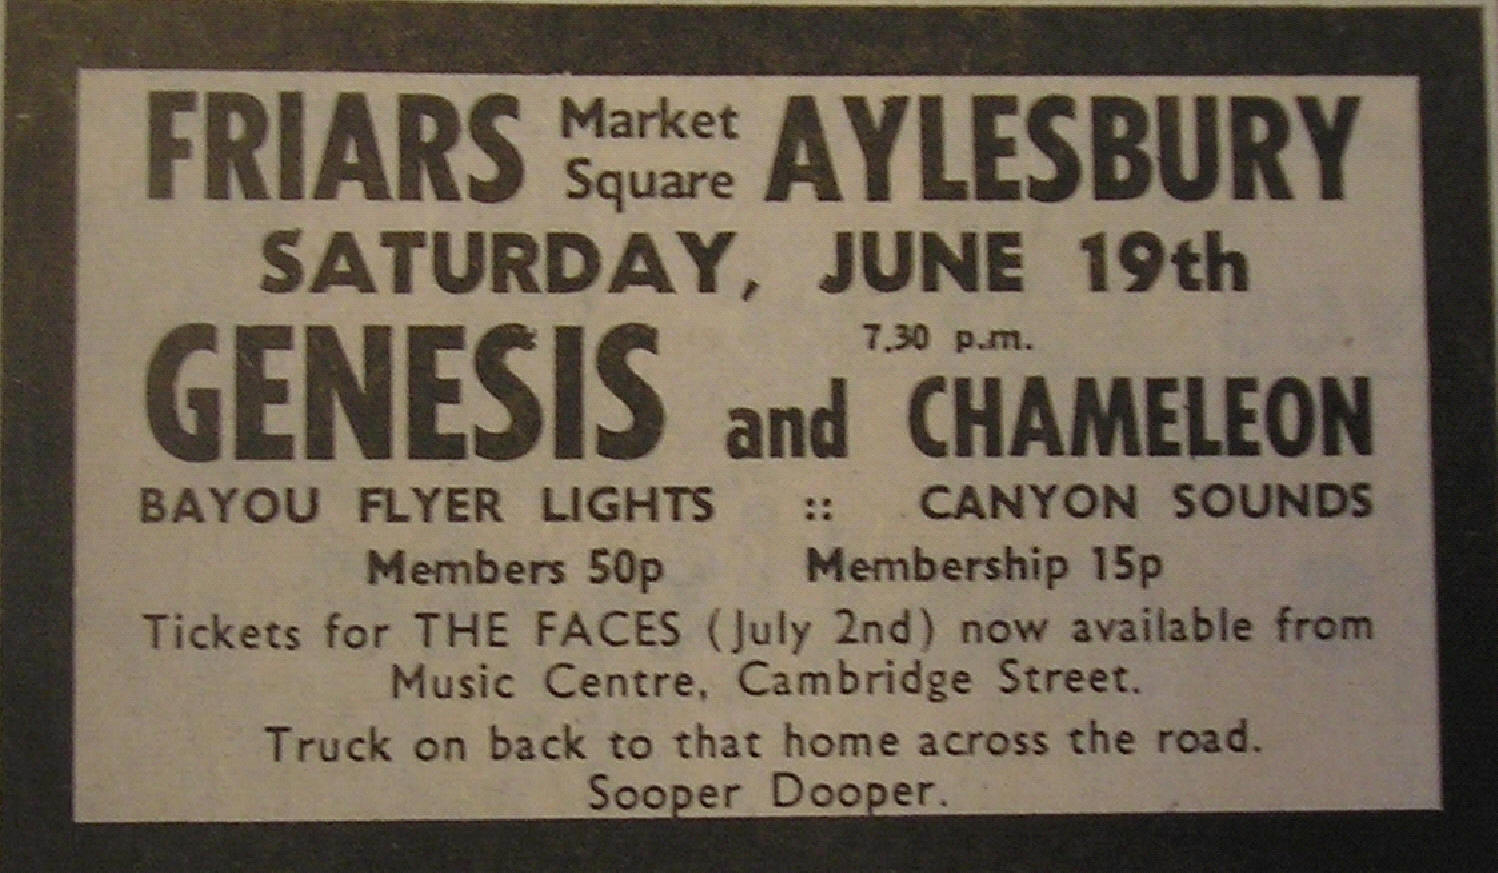 FRIARS Market Square AYLESBURY
SATURDAY, JUNE 19th
7.30 p.m.
GENESIS and CHAMELEON
BAYOU FLYER LIGHTS :: CANYON SOUNDS
Members 50p Membership 15p
Tickets for THE FACES (July 2nd) now available from
Music Centre, Cambridge Street.
Truck on back to that home across the road.
Sooper Dooper.